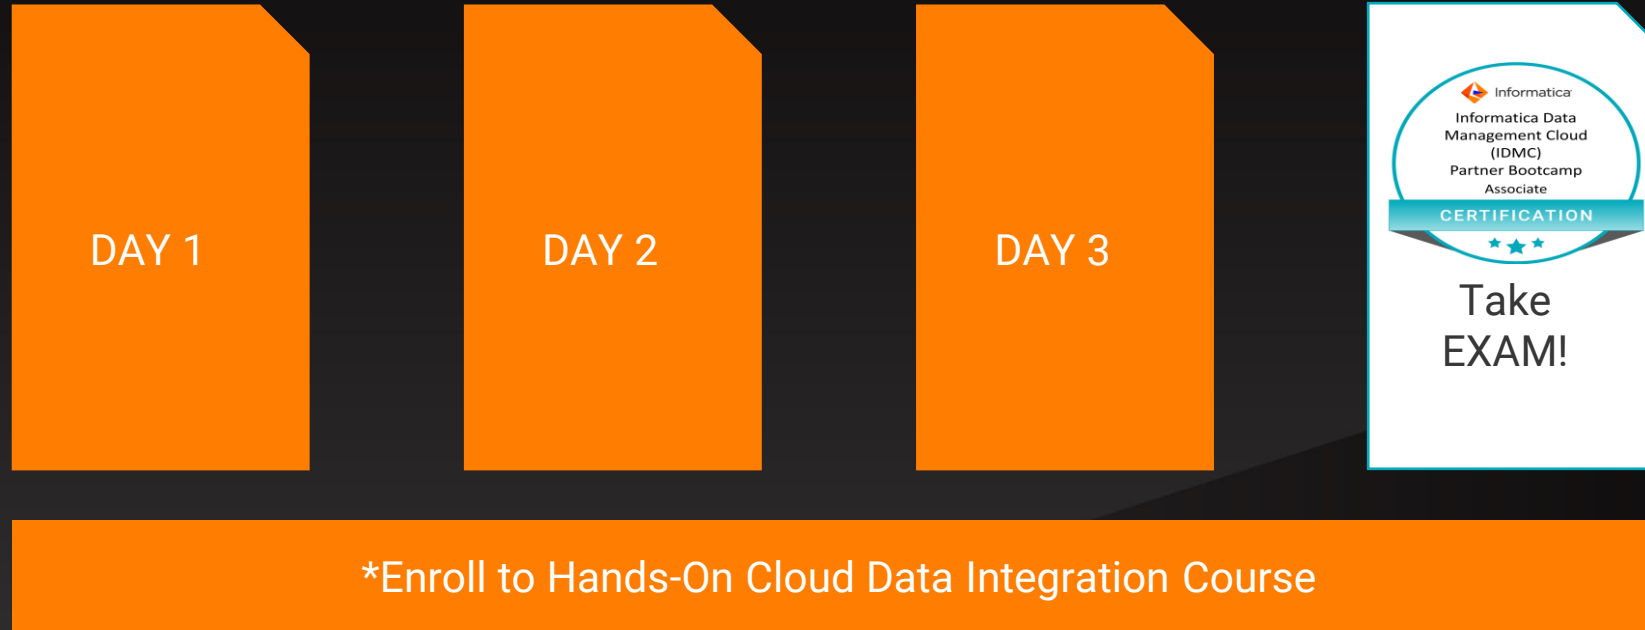 DAY 1
DAY 2
DAY 3
Informatica
Informatica Data
Management Cloud
(IDMC)
Partner Bootcamp
Associate
CERTIFICATION
Take
EXAM!
*Enroll to Hands-On Cloud Data Integration Course